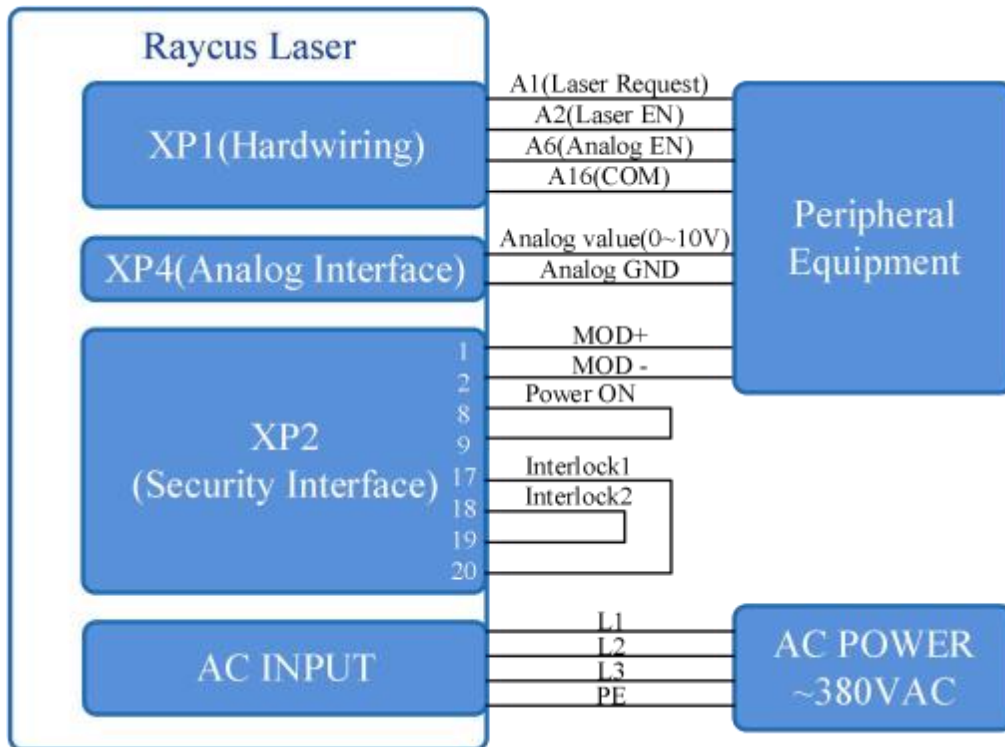 Raycus Laser
XP1(Hardwiring)
A1(Laser Request)
A2(Laser EN)
A6(Analog EN)
A16(COM)
Peripheral
Equipment
XP4(Analog Interface)
Analog value(0~10V)
Analog GND
XP2
(Security Interface)
1
2
8
9
17
18
19
20
MOD+
MOD -
Power ON
Interlock1
Interlock2
AC INPUT
L1
L2
L3
PE
AC POWER
~380VAC